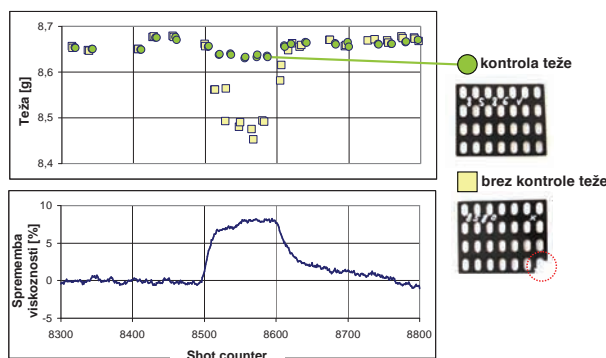 8,7
8,6
8,5
8,4
Teža [g]
kontrola teže
brez kontrole teže
10
5
0
-5
Sprememba
viskoznosti [%]
8300 8400 8500 8600 8700 8800
Shot counter